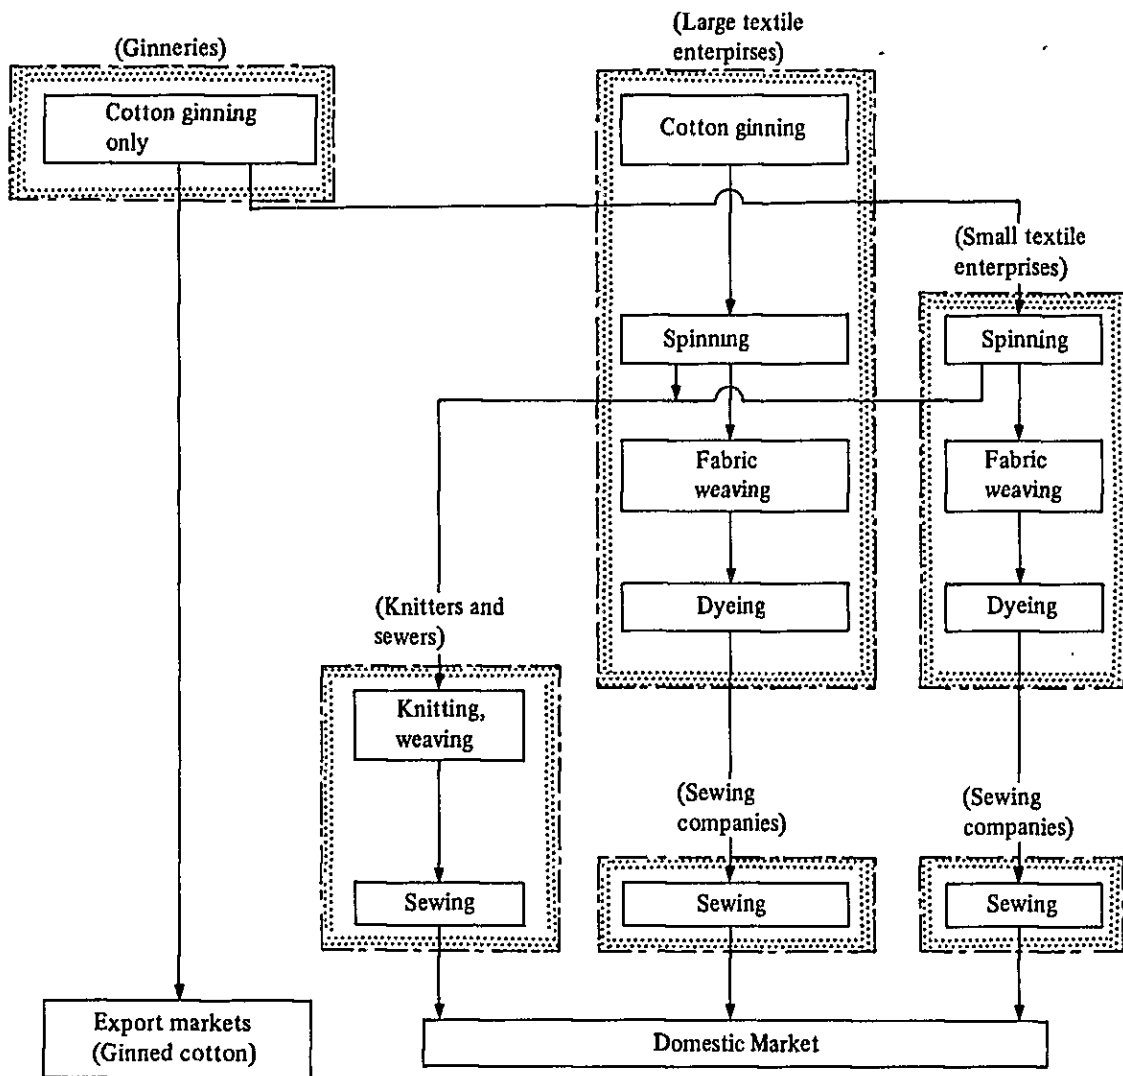 (Ginneries)
Cotton ginning
only
(Large textile
enterpirses)
Cotton ginning
(Small textile
enterprises)
Spinning
Spinning
Fabric
weaving
Fabric
weaving
Dyeing
Dyeing
(Knitters and
sewers)
Knitting,
weaving
Sewing
(Sewing
companies)
Sewing
(Sewing
companies)
Sewing
Export markets
(Ginned cotton)
Domestic Market